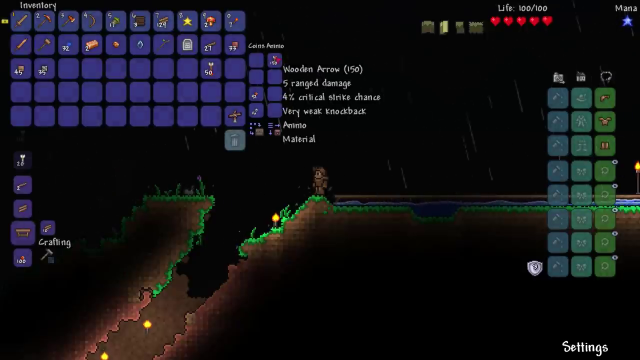 Inventory
Life: 100/100
Mana
Coins Ammo
Wooden Arrow (150)
5 ranged damage
4% critical strike chance
Very weak knockback
Ammo
Material
Crafting
100
Settings